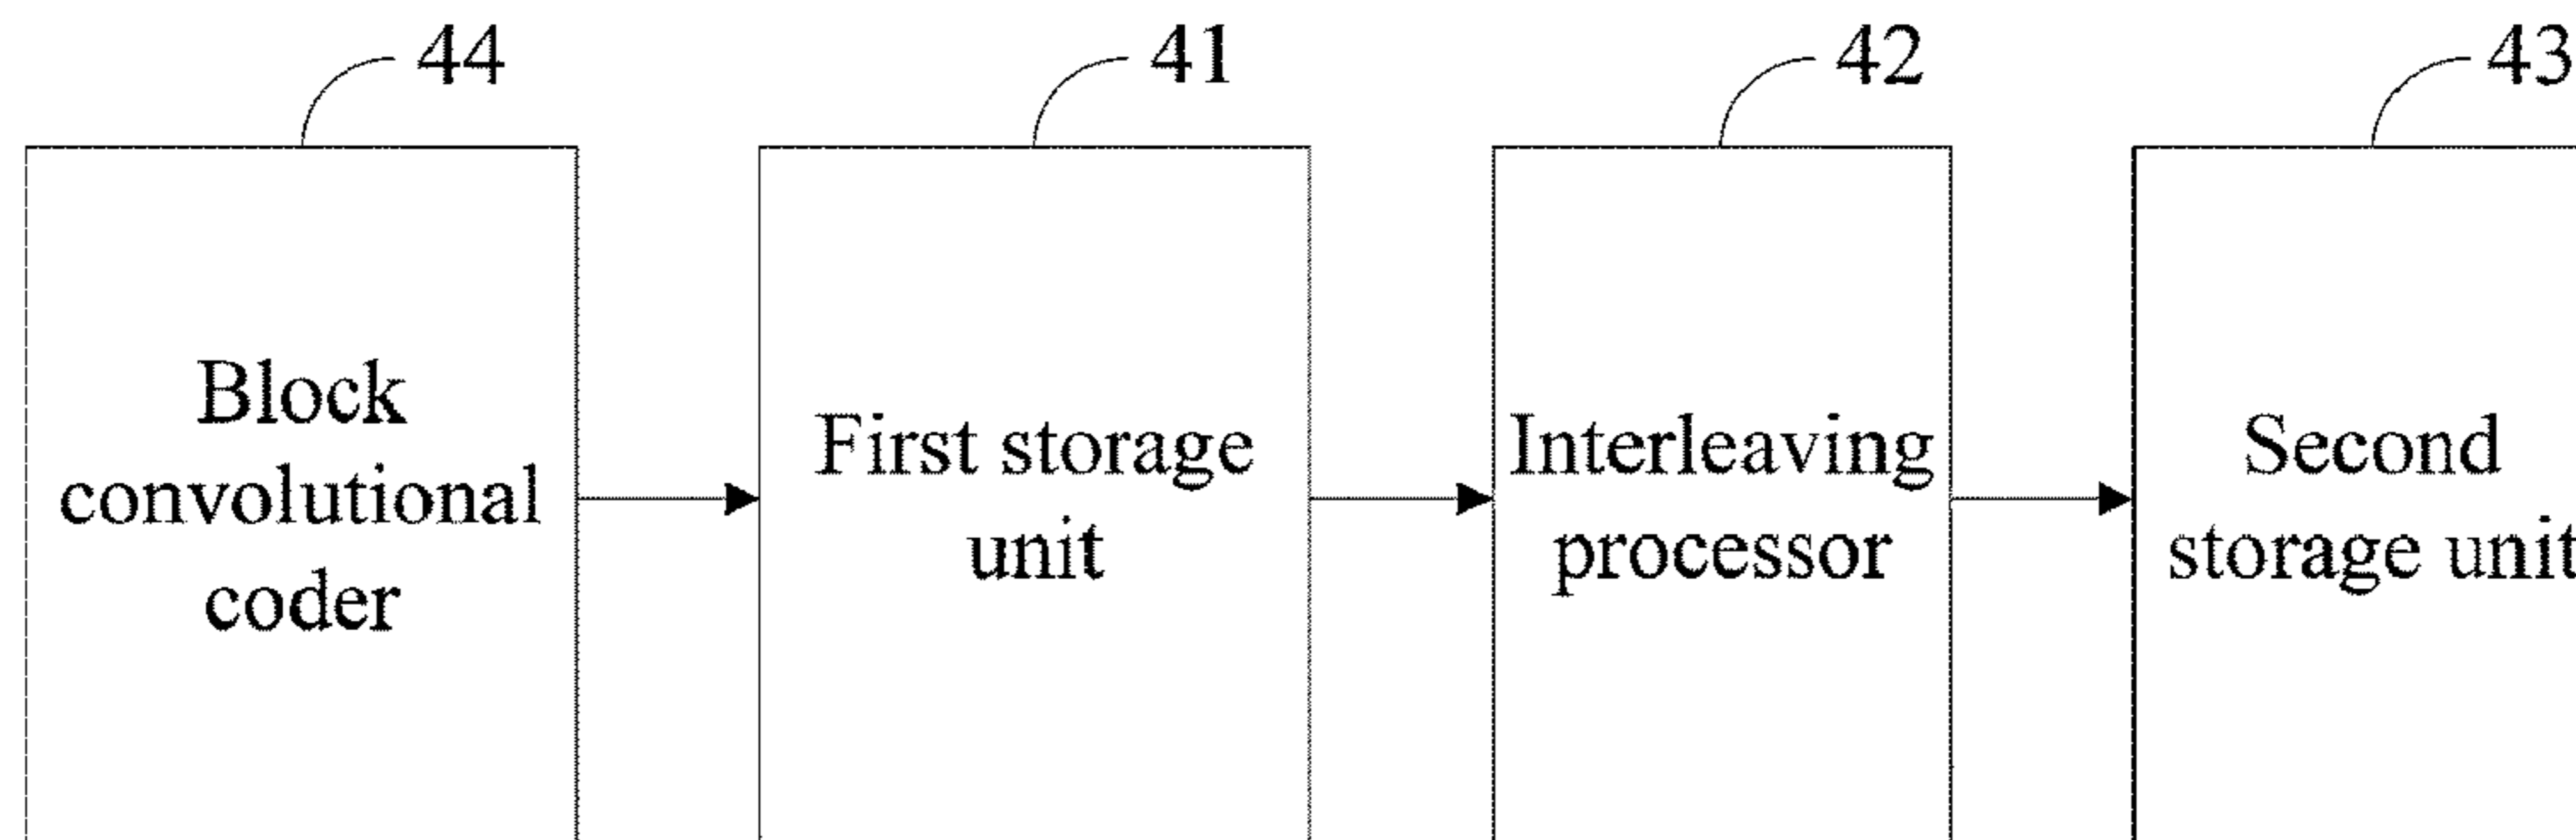 44
41
42
43
Block
convolutional
coder
First storage
unit
Interleaving
processor
Second
storage unit